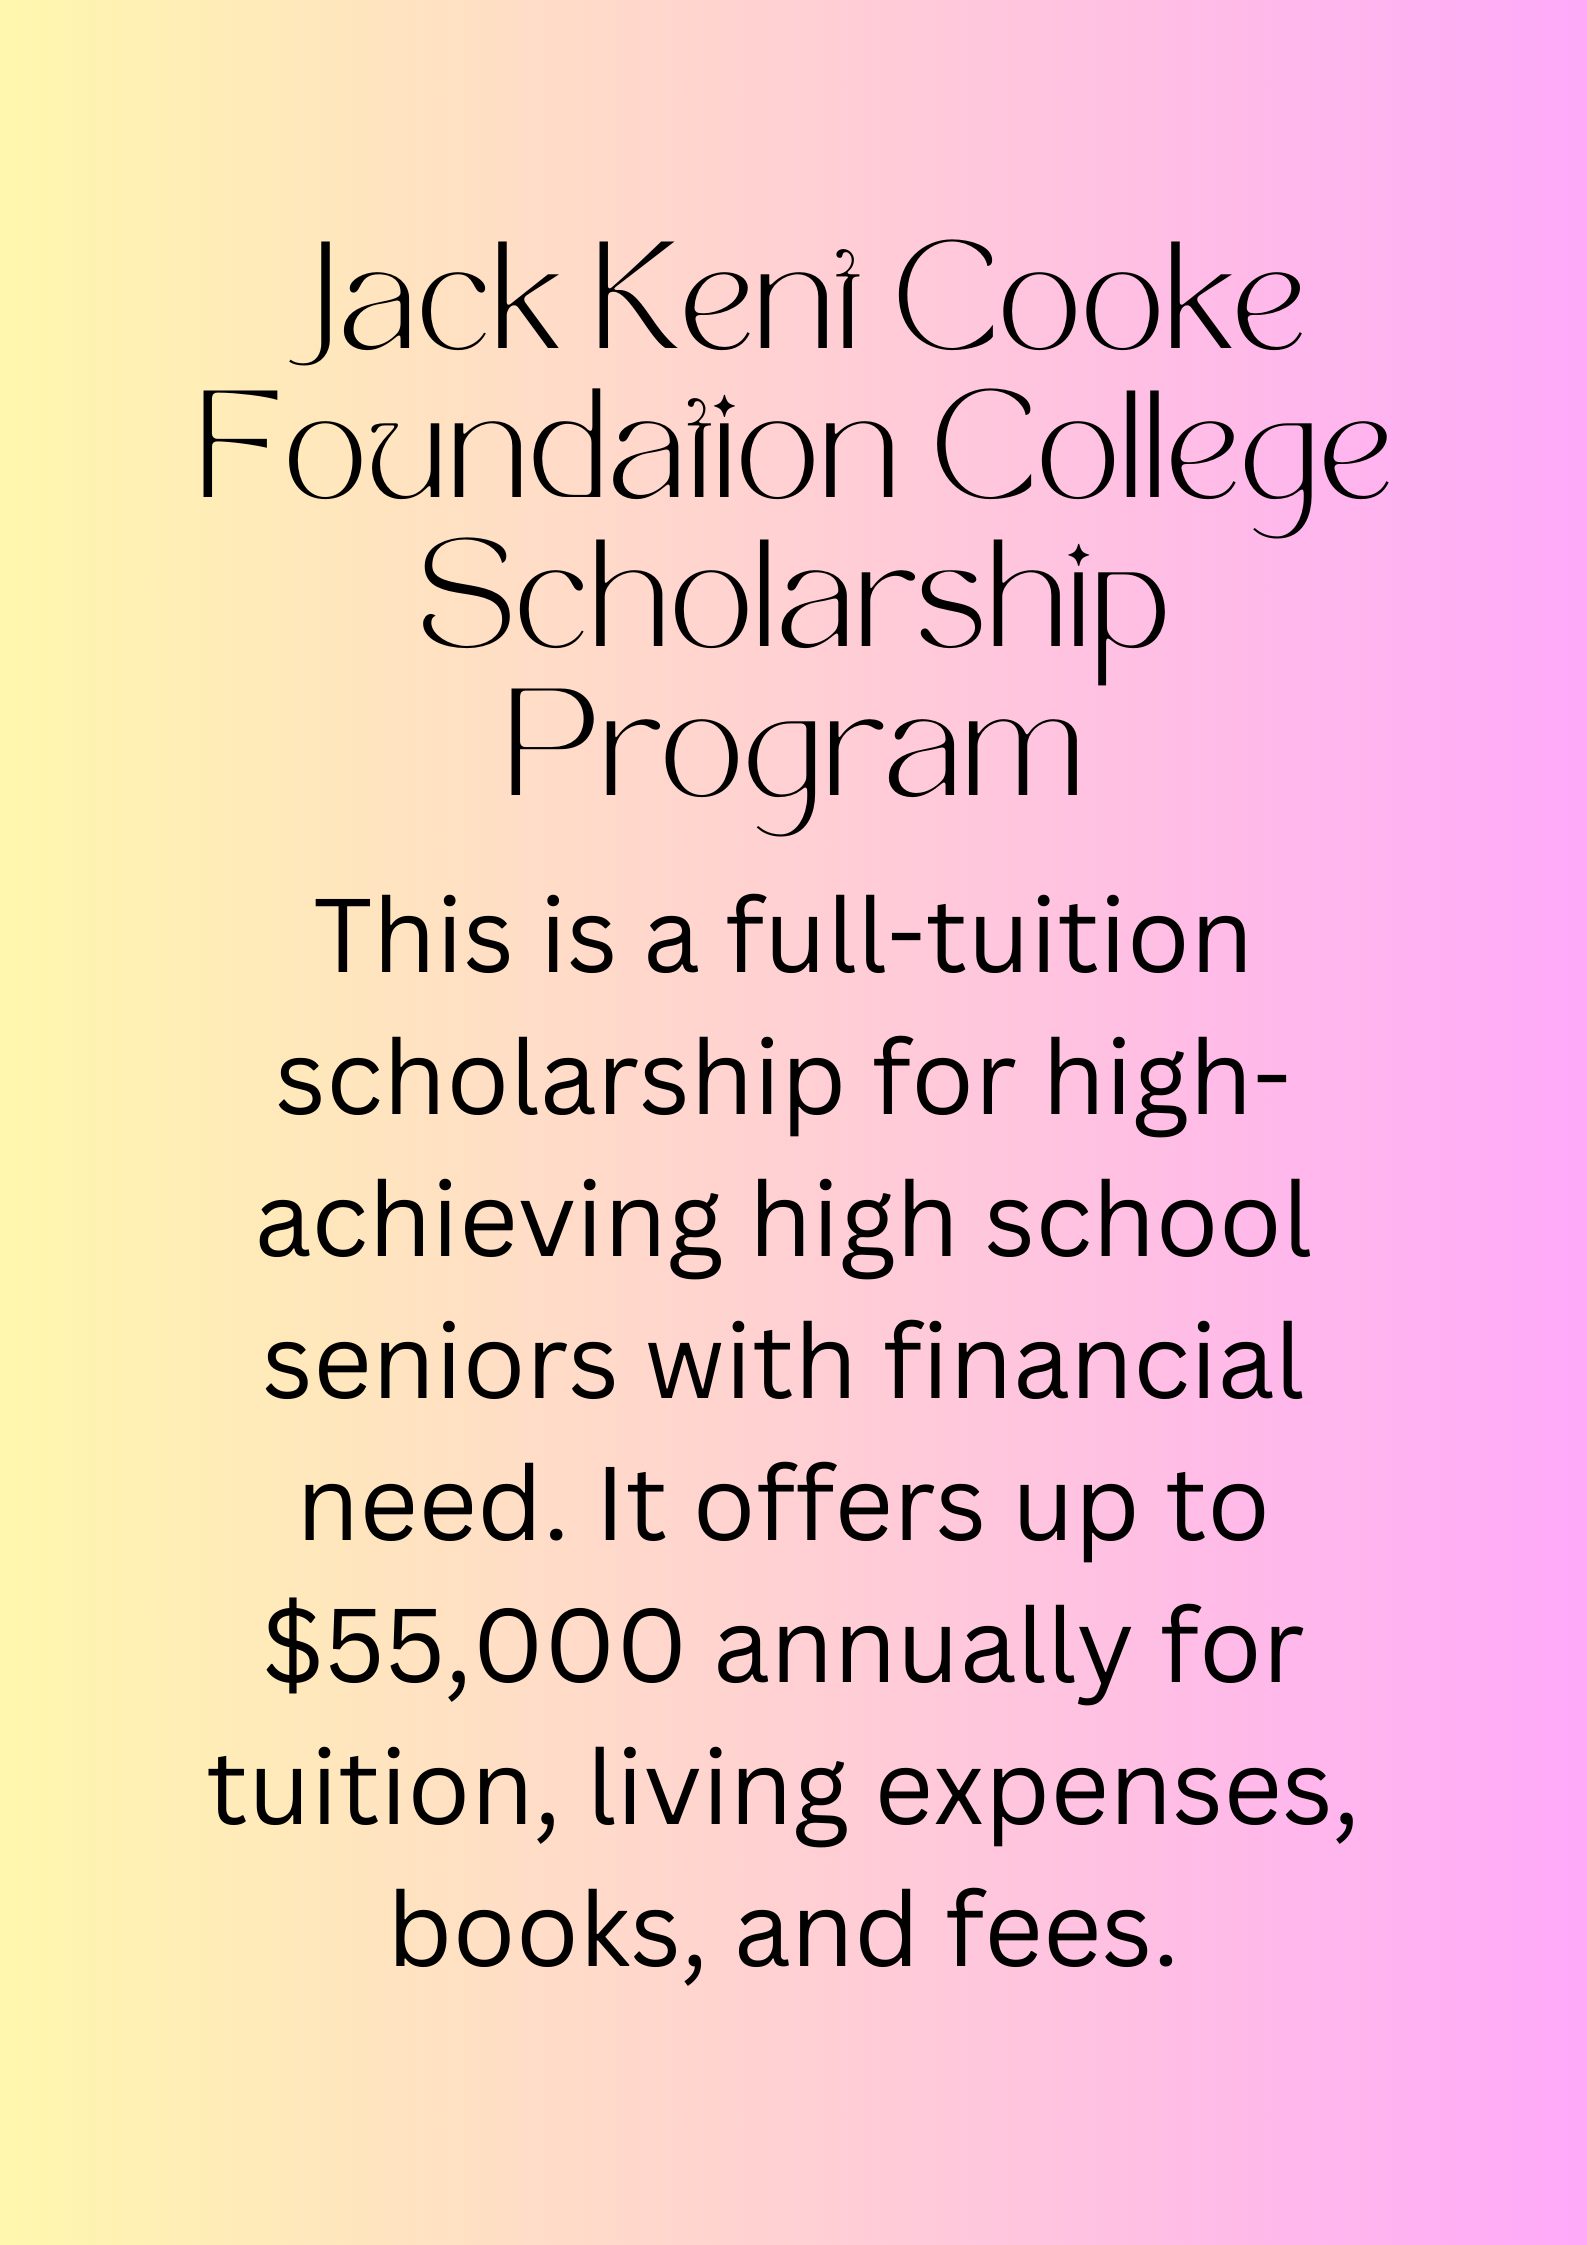 Jack Kent Cooke
Foundation College
Scholarship
Program
This is a full-tuition
scholarship for high-
achieving high school
seniors with financial
need. It offers up to
$55,000 annually for
tuition, living expenses,
books, and fees.